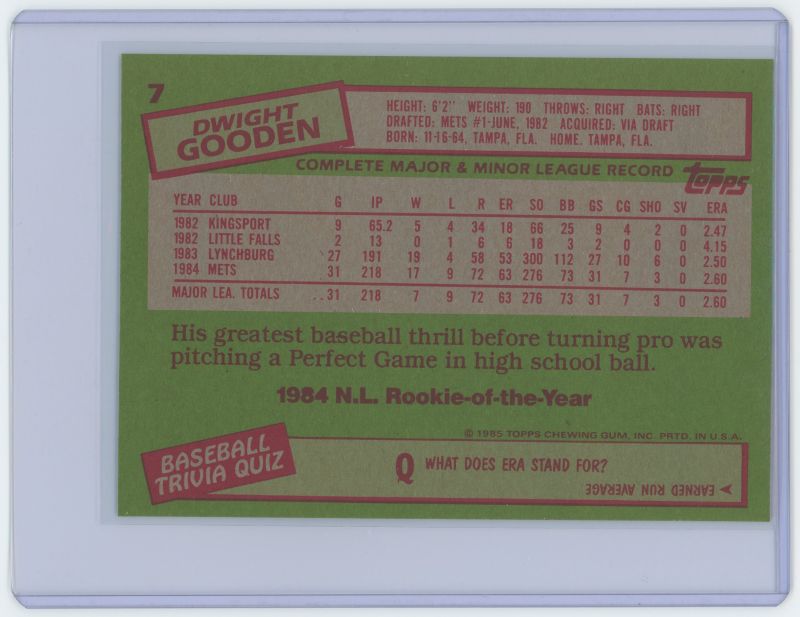 7
DWIGHT
GOODEN
HEIGHT: 6'2" WEIGHT: 190 THROWS: RIGHT BATS: RIGHT
DRAFTED: METS #1-JUNE, 1982 ACQUIRED: VIA DRAFT
BORN: 11-16-64, TAMPA, FLA. HOME. TAMPA, FLA.
COMPLETE MAJOR & MINOR LEAGUE RECORD
topps
YEAR CLUB G IP W L R ER SO BB GS CG SHO SV ERA
1982 KINGSPORT 9 65.2 5 4 34 18 66 25 9 4 2 0 2.47
1982 LITTLE FALLS 2 13 0 1 6 6 18 3 2 0 0 0 4.15
1983 LYNCHBURG 27 191 19 4 58 53 300 112 27 10 6 0 2.50
1984 METS 31 218 17 9 72 63 276 73 31 7 3 0 2.60
MAJOR LEA. TOTALS ..31 218 7 9 72 63 276 73 31 7 3 0 2.60
His greatest baseball thrill before turning pro was
pitching a Perfect Game in high school ball.
1984 N.L. Rookie-of-the-Year
© 1985 TOPPS CHEWING GUM, INC. PRTD. IN U.S.A.
BASEBALL
TRIVIA QUIZ
Q WHAT DOES ERA STAND FOR?
EARNED RUN AVERAGE